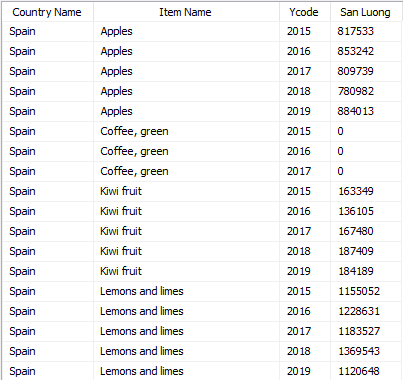 Country Name Item Name Ycode San Luong
Spain Apples 2015 817533
Spain Apples 2016 853242
Spain Apples 2017 809739
Spain Apples 2018 780982
Spain Apples 2019 884013
Spain Coffee, green 2015 0
Spain Coffee, green 2016 0
Spain Coffee, green 2017 0
Spain Kiwi fruit 2015 163349
Spain Kiwi fruit 2016 136105
Spain Kiwi fruit 2017 167480
Spain Kiwi fruit 2018 187409
Spain Kiwi fruit 2019 184189
Spain Lemons and limes 2015 1155052
Spain Lemons and limes 2016 1228631
Spain Lemons and limes 2017 1183527
Spain Lemons and limes 2018 1369543
Spain Lemons and limes 2019 1120648